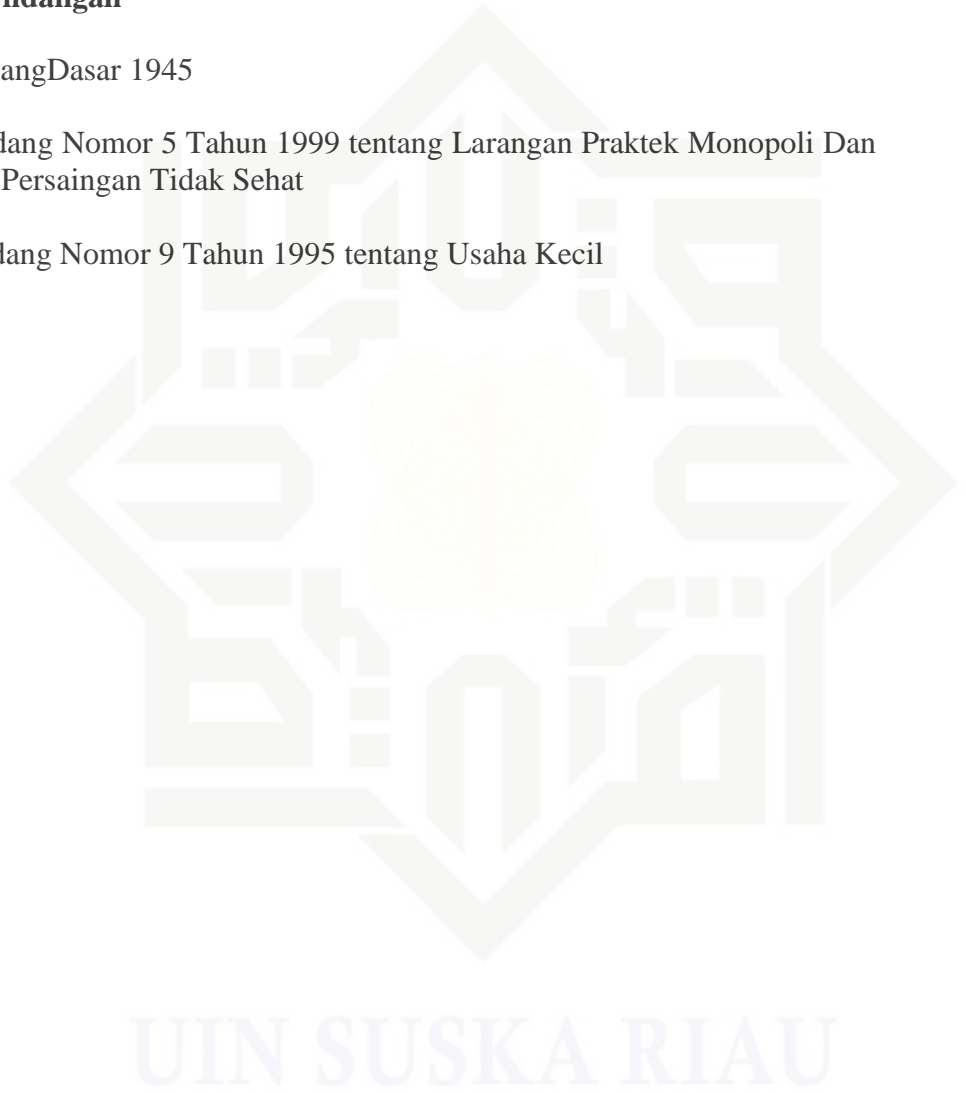 ndangan
angDasar 1945
dang Nomor 5 Tahun 1999 tentang Larangan Praktek Monopoli Dan
Persaingan Tidak Sehat
dang Nomor 9 Tahun 1995 tentang Usaha Kecil
UIN SUSKA RIAU